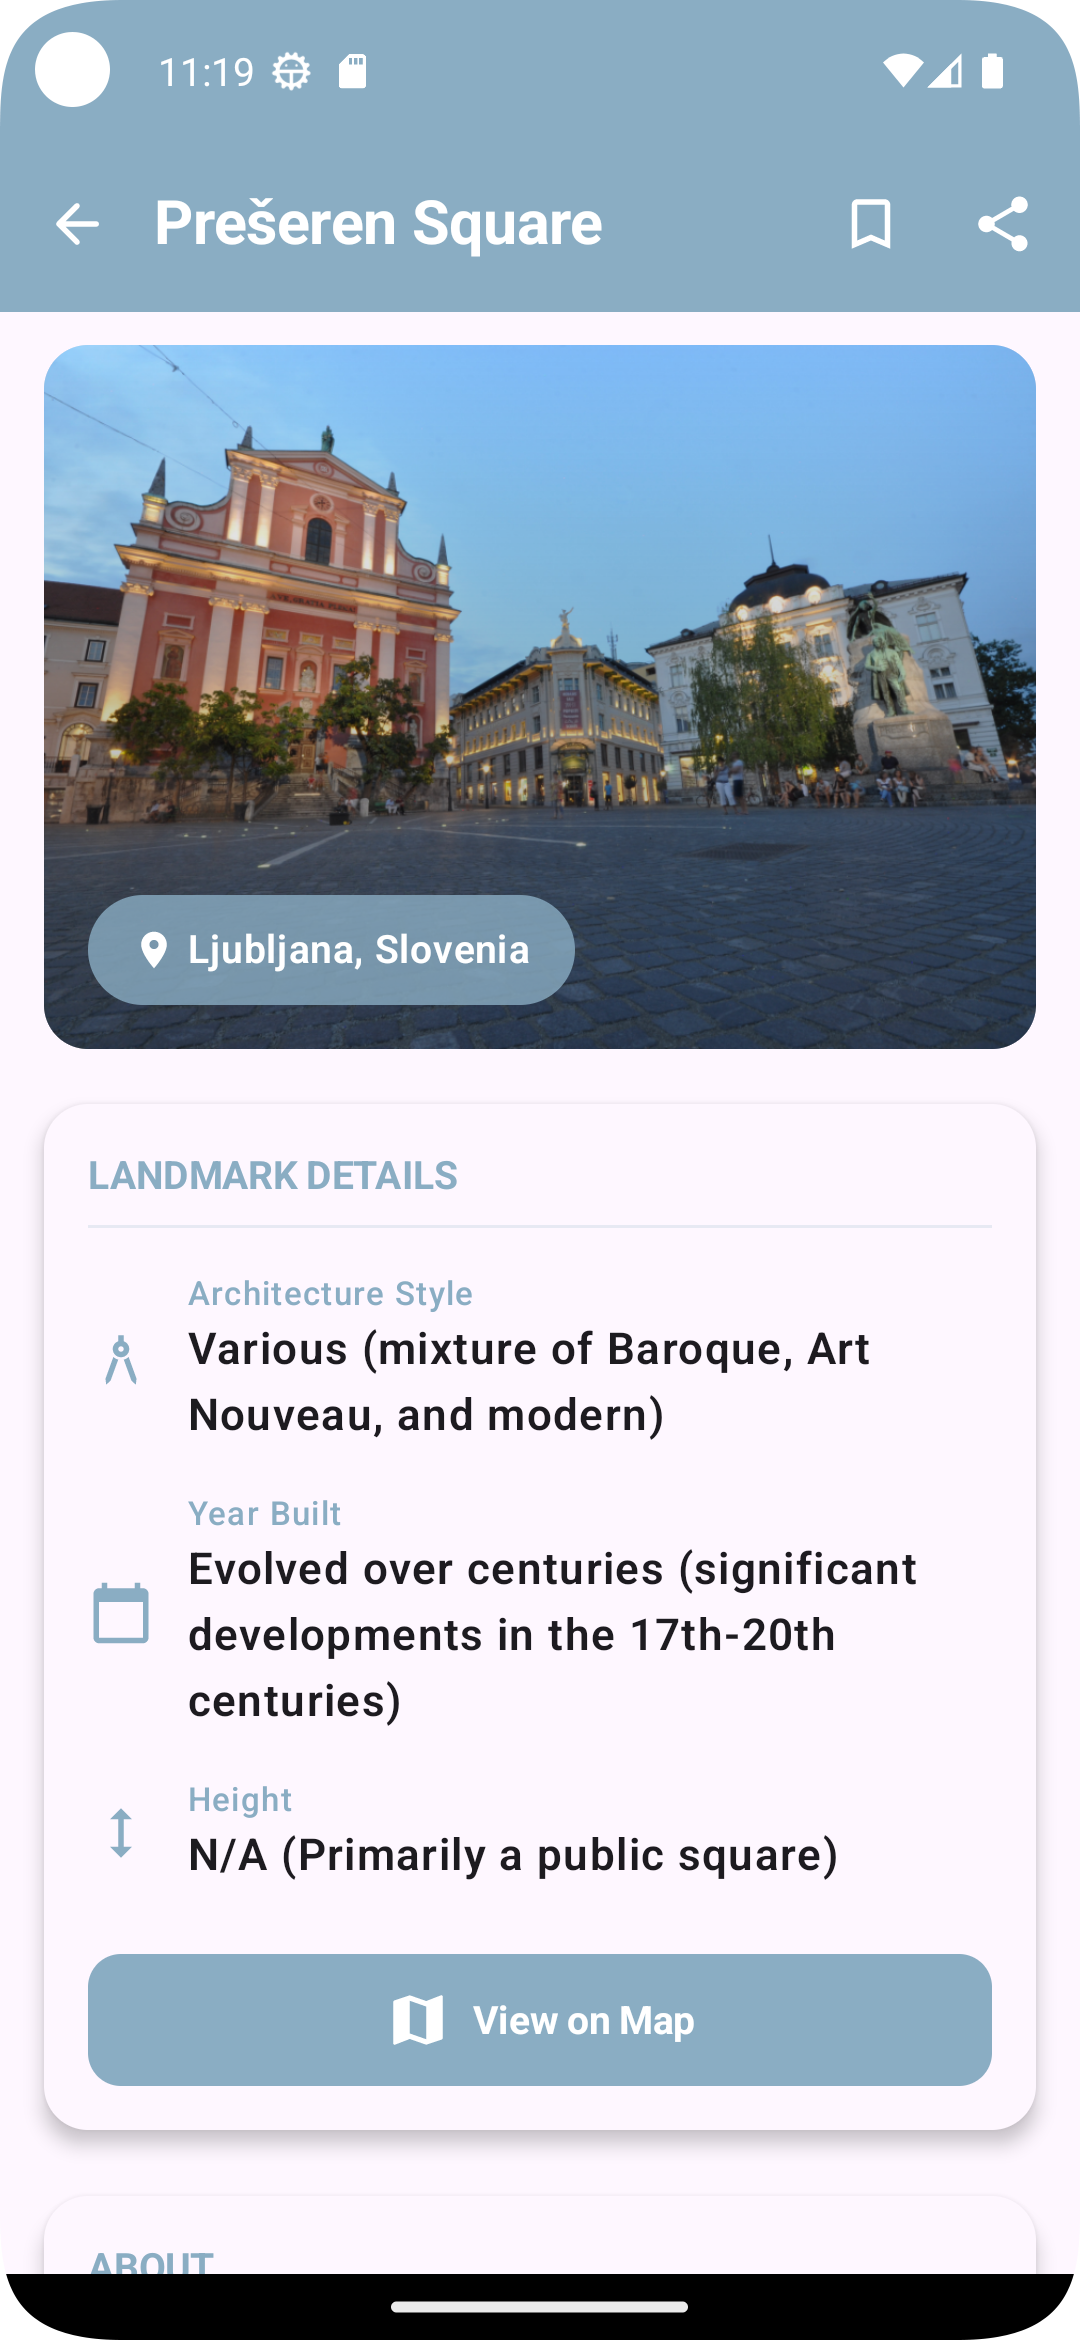 11:19
Prešeren Square
Ljubljana, Slovenia
LANDMARK DETAILS
Architecture Style
Various (mixture of Baroque, Art
Nouveau, and modern)
Year Built
Evolved over centuries (significant
developments in the 17th-20th
centuries)
Height
N/A (Primarily a public square)
View on Map
ABOUT